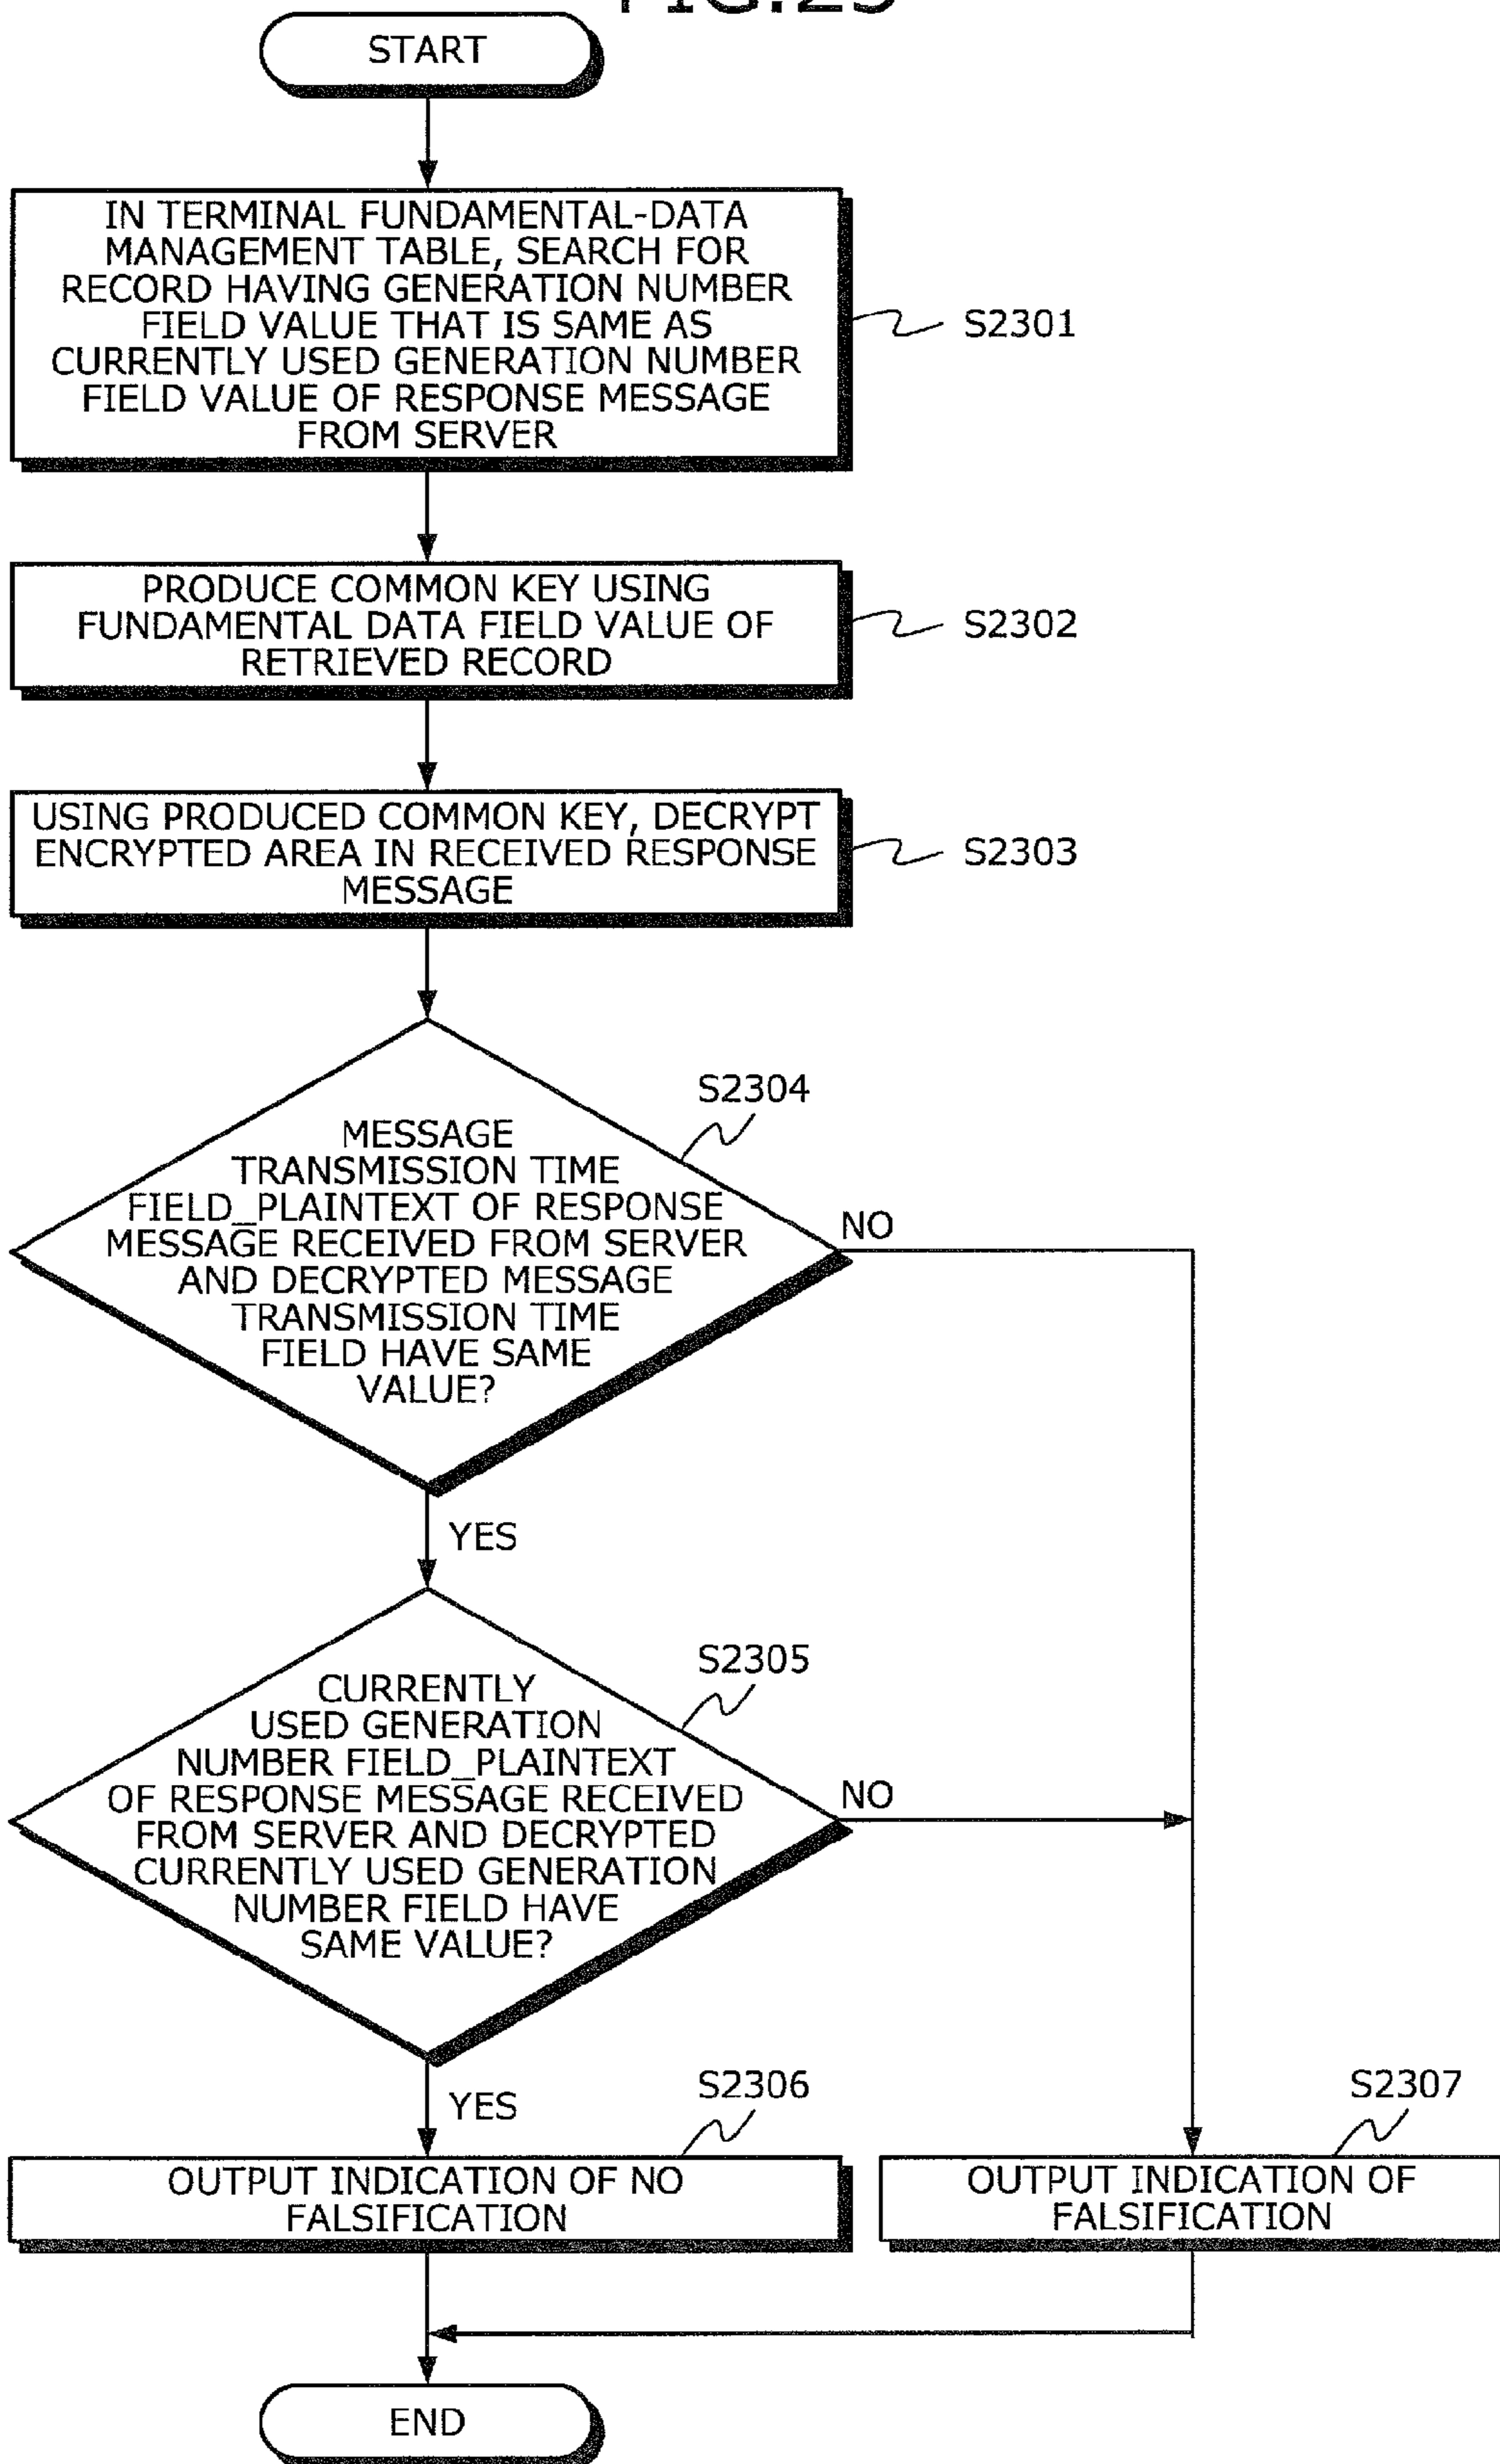 FIG.23
START
IN TERMINAL FUNDAMENTAL-DATA
MANAGEMENT TABLE, SEARCH FOR
RECORD HAVING GENERATION NUMBER
FIELD VALUE THAT IS SAME AS
CURRENTLY USED GENERATION NUMBER
FIELD VALUE OF RESPONSE MESSAGE
FROM SERVER
S2301
PRODUCE COMMON KEY USING
FUNDAMENTAL DATA FIELD VALUE OF
RETRIEVED RECORD
S2302
USING PRODUCED COMMON KEY, DECRYPT
ENCRYPTED AREA IN RECEIVED RESPONSE
MESSAGE
S2303
S2304
MESSAGE
TRANSMISSION TIME
FIELD_PLAINTEXT OF RESPONSE
MESSAGE RECEIVED FROM SERVER
AND DECRYPTED MESSAGE
TRANSMISSION TIME
FIELD HAVE SAME
VALUE?
NO
YES
S2305
CURRENTLY
USED GENERATION
NUMBER FIELD_PLAINTEXT
OF RESPONSE MESSAGE RECEIVED
FROM SERVER AND DECRYPTED
CURRENTLY USED GENERATION
NUMBER FIELD HAVE
SAME VALUE?
NO
YES
S2306
OUTPUT INDICATION OF NO
FALSIFICATION
S2307
OUTPUT INDICATION OF
FALSIFICATION
END